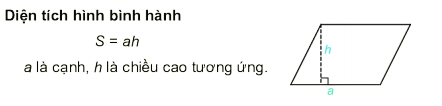 Diện tích hình bình hành
S = ah
a là cạnh, h là chiều cao tương ứng.
h
a